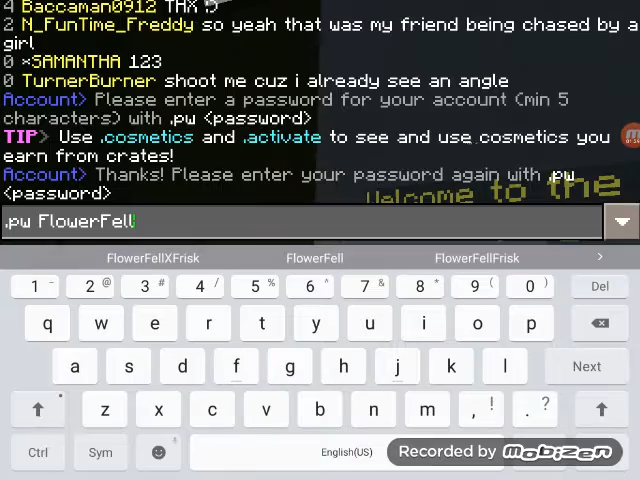 4 Baccaman0912 THX :D
2 N_FunTime_Freddy so yeah that was my friend being chased by a
girl
0 *SAMANTHA 123
0 TurnerBurner shoot me cuz i already see an angle
Account> Please enter a password for your account (min 5
characters) with .pw <password>
TIP> Use .cosmetics and .activate to see and use cosmetics you
earn from crates!
Account> Thanks! Please enter your password again with .pw
<password>
Welcome to the
.pw FlowerFell
FlowerFellXFrisk FlowerFell FlowerFellFrisk >
1 - 2 @ 3 # 4 / 5 % 6 ^ 7 & 8 * 9 ( 0 ) Del
q w e r t y u i o p
a s d f g h j k l Next
z x c v b n m , ! . ?
Ctrl Sym English(US)
Recorded by mobizen